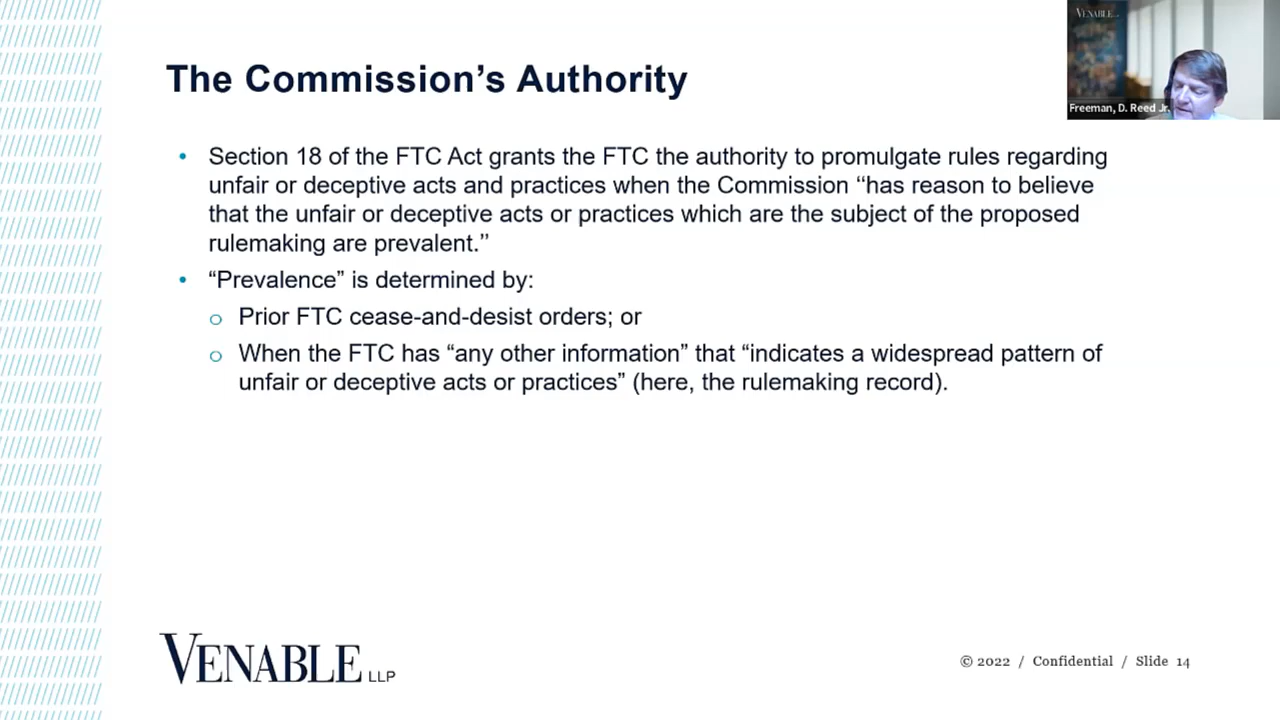 VENABLE
Freeman, D. Reed Jr.
The Commission’s Authority
• Section 18 of the FTC Act grants the FTC the authority to promulgate rules regarding
unfair or deceptive acts and practices when the Commission “has reason to believe
that the unfair or deceptive acts or practices which are the subject of the proposed
rulemaking are prevalent.”
• “Prevalence” is determined by:
o Prior FTC cease-and-desist orders; or
o When the FTC has “any other information” that “indicates a widespread pattern of
unfair or deceptive acts or practices” (here, the rulemaking record).
VENABLE LLP
© 2022 / Confidential / Slide 14